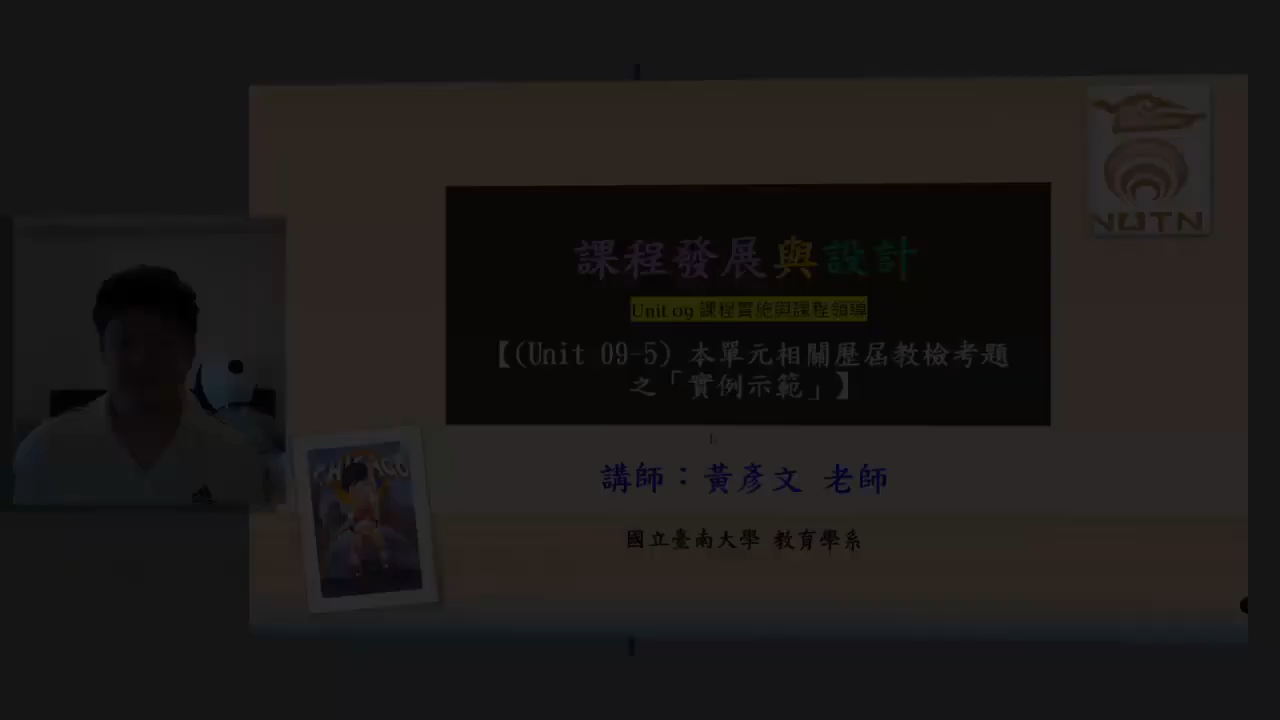 NUTN
課程發展與設計
Unit 09 課程實施與課程領導
【(Unit 09-5) 本單元相關歷屆教檢考題
之「實例示範」】
講師：黃彥文 老師
CHICAGO
國立臺南大學 教育學系